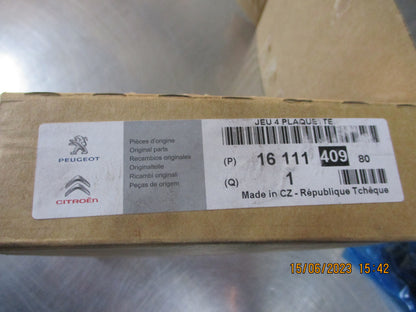 PEUGEOT
CITROËN
Pièces d'origine
Original parts
Recambios originales
Originalteile
Ricambi originali
Peças de origem
JEU 4 PLAQUETTE
(P) 16 111 409 80
(Q) 1
Made in CZ - République Tchèque
15/06/2023 15:42